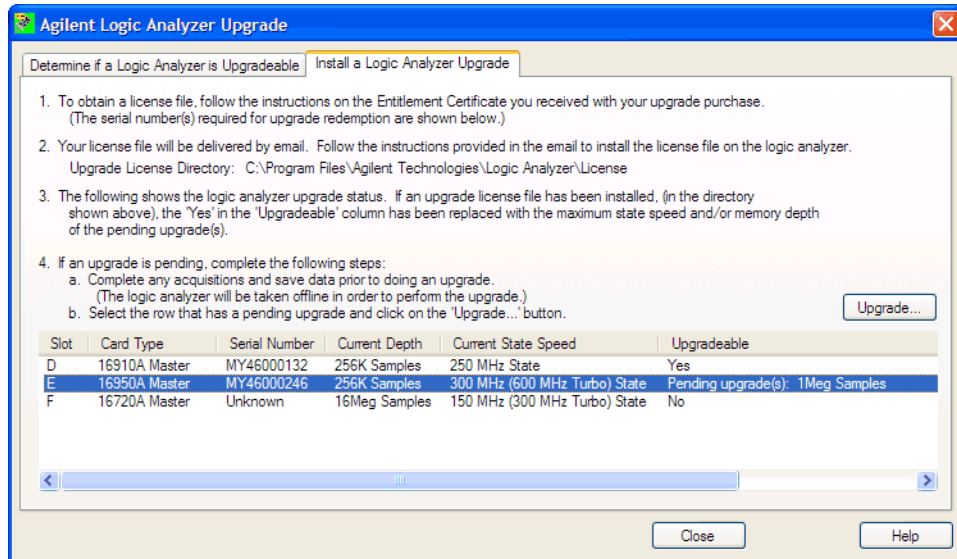 Agilent Logic Analyzer Upgrade
Determine if a Logic Analyzer is Upgradeable
Install a Logic Analyzer Upgrade
1. To obtain a license file, follow the instructions on the Entitlement Certificate you received with your upgrade purchase.
(The serial number(s) required for upgrade redemption are shown below.)
2. Your license file will be delivered by email. Follow the instructions provided in the email to install the license file on the logic analyzer.
Upgrade License Directory: C:\Program Files\Agilent Technologies\Logic Analyzer\License
3. The following shows the logic analyzer upgrade status. If an upgrade license file has been installed, (in the directory
shown above), the 'Yes' in the 'Upgradeable' column has been replaced with the maximum state speed and/or memory depth
of the pending upgrade(s).
4. If an upgrade is pending, complete the following steps:
a. Complete any acquisitions and save data prior to doing an upgrade.
(The logic analyzer will be taken offline in order to perform the upgrade.)
b. Select the row that has a pending upgrade and click on the 'Upgrade...' button.
Upgrade...
Slot Card Type Serial Number Current Depth Current State Speed Upgradeable
D 16910A Master MY46000132 256K Samples 250 MHz State Yes
E 16950A Master MY46000246 256K Samples 300 MHz (600 MHz Turbo) State Pending upgrade(s): 1Meg Samples
F 16720A Master Unknown 16Meg Samples 150 MHz (300 MHz Turbo) State No
Close
Help